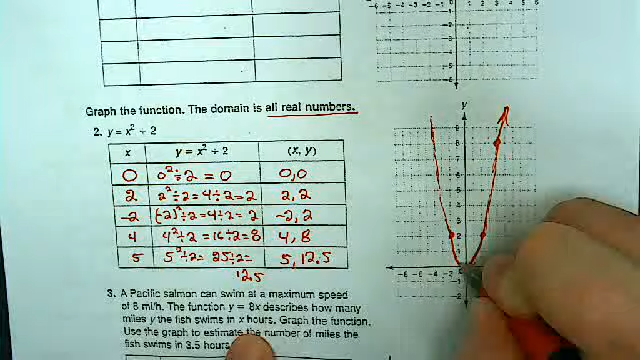 Graph the function. The domain is all real numbers.
2. y = x² ÷ 2
x y = x² ÷ 2 (x, y)
0 0² ÷ 2 = 0 0,0
2 2² ÷ 2 = 4 ÷ 2 = 2 2, 2
-2 (-2)² ÷ 2 = 4 ÷ 2 = 2 -2, 2
4 4² ÷ 2 = 16 ÷ 2 = 8 4, 8
5 5² ÷ 2 = 25 ÷ 2 = 5, 12.5
12.5
3. A Pacific salmon can swim at a maximum speed
of 8 mi/h. The function y = 8x describes how many
miles y the fish swims in x hours. Graph the function.
Use the graph to estimate the number of miles the
fish swims in 3.5 hours
y